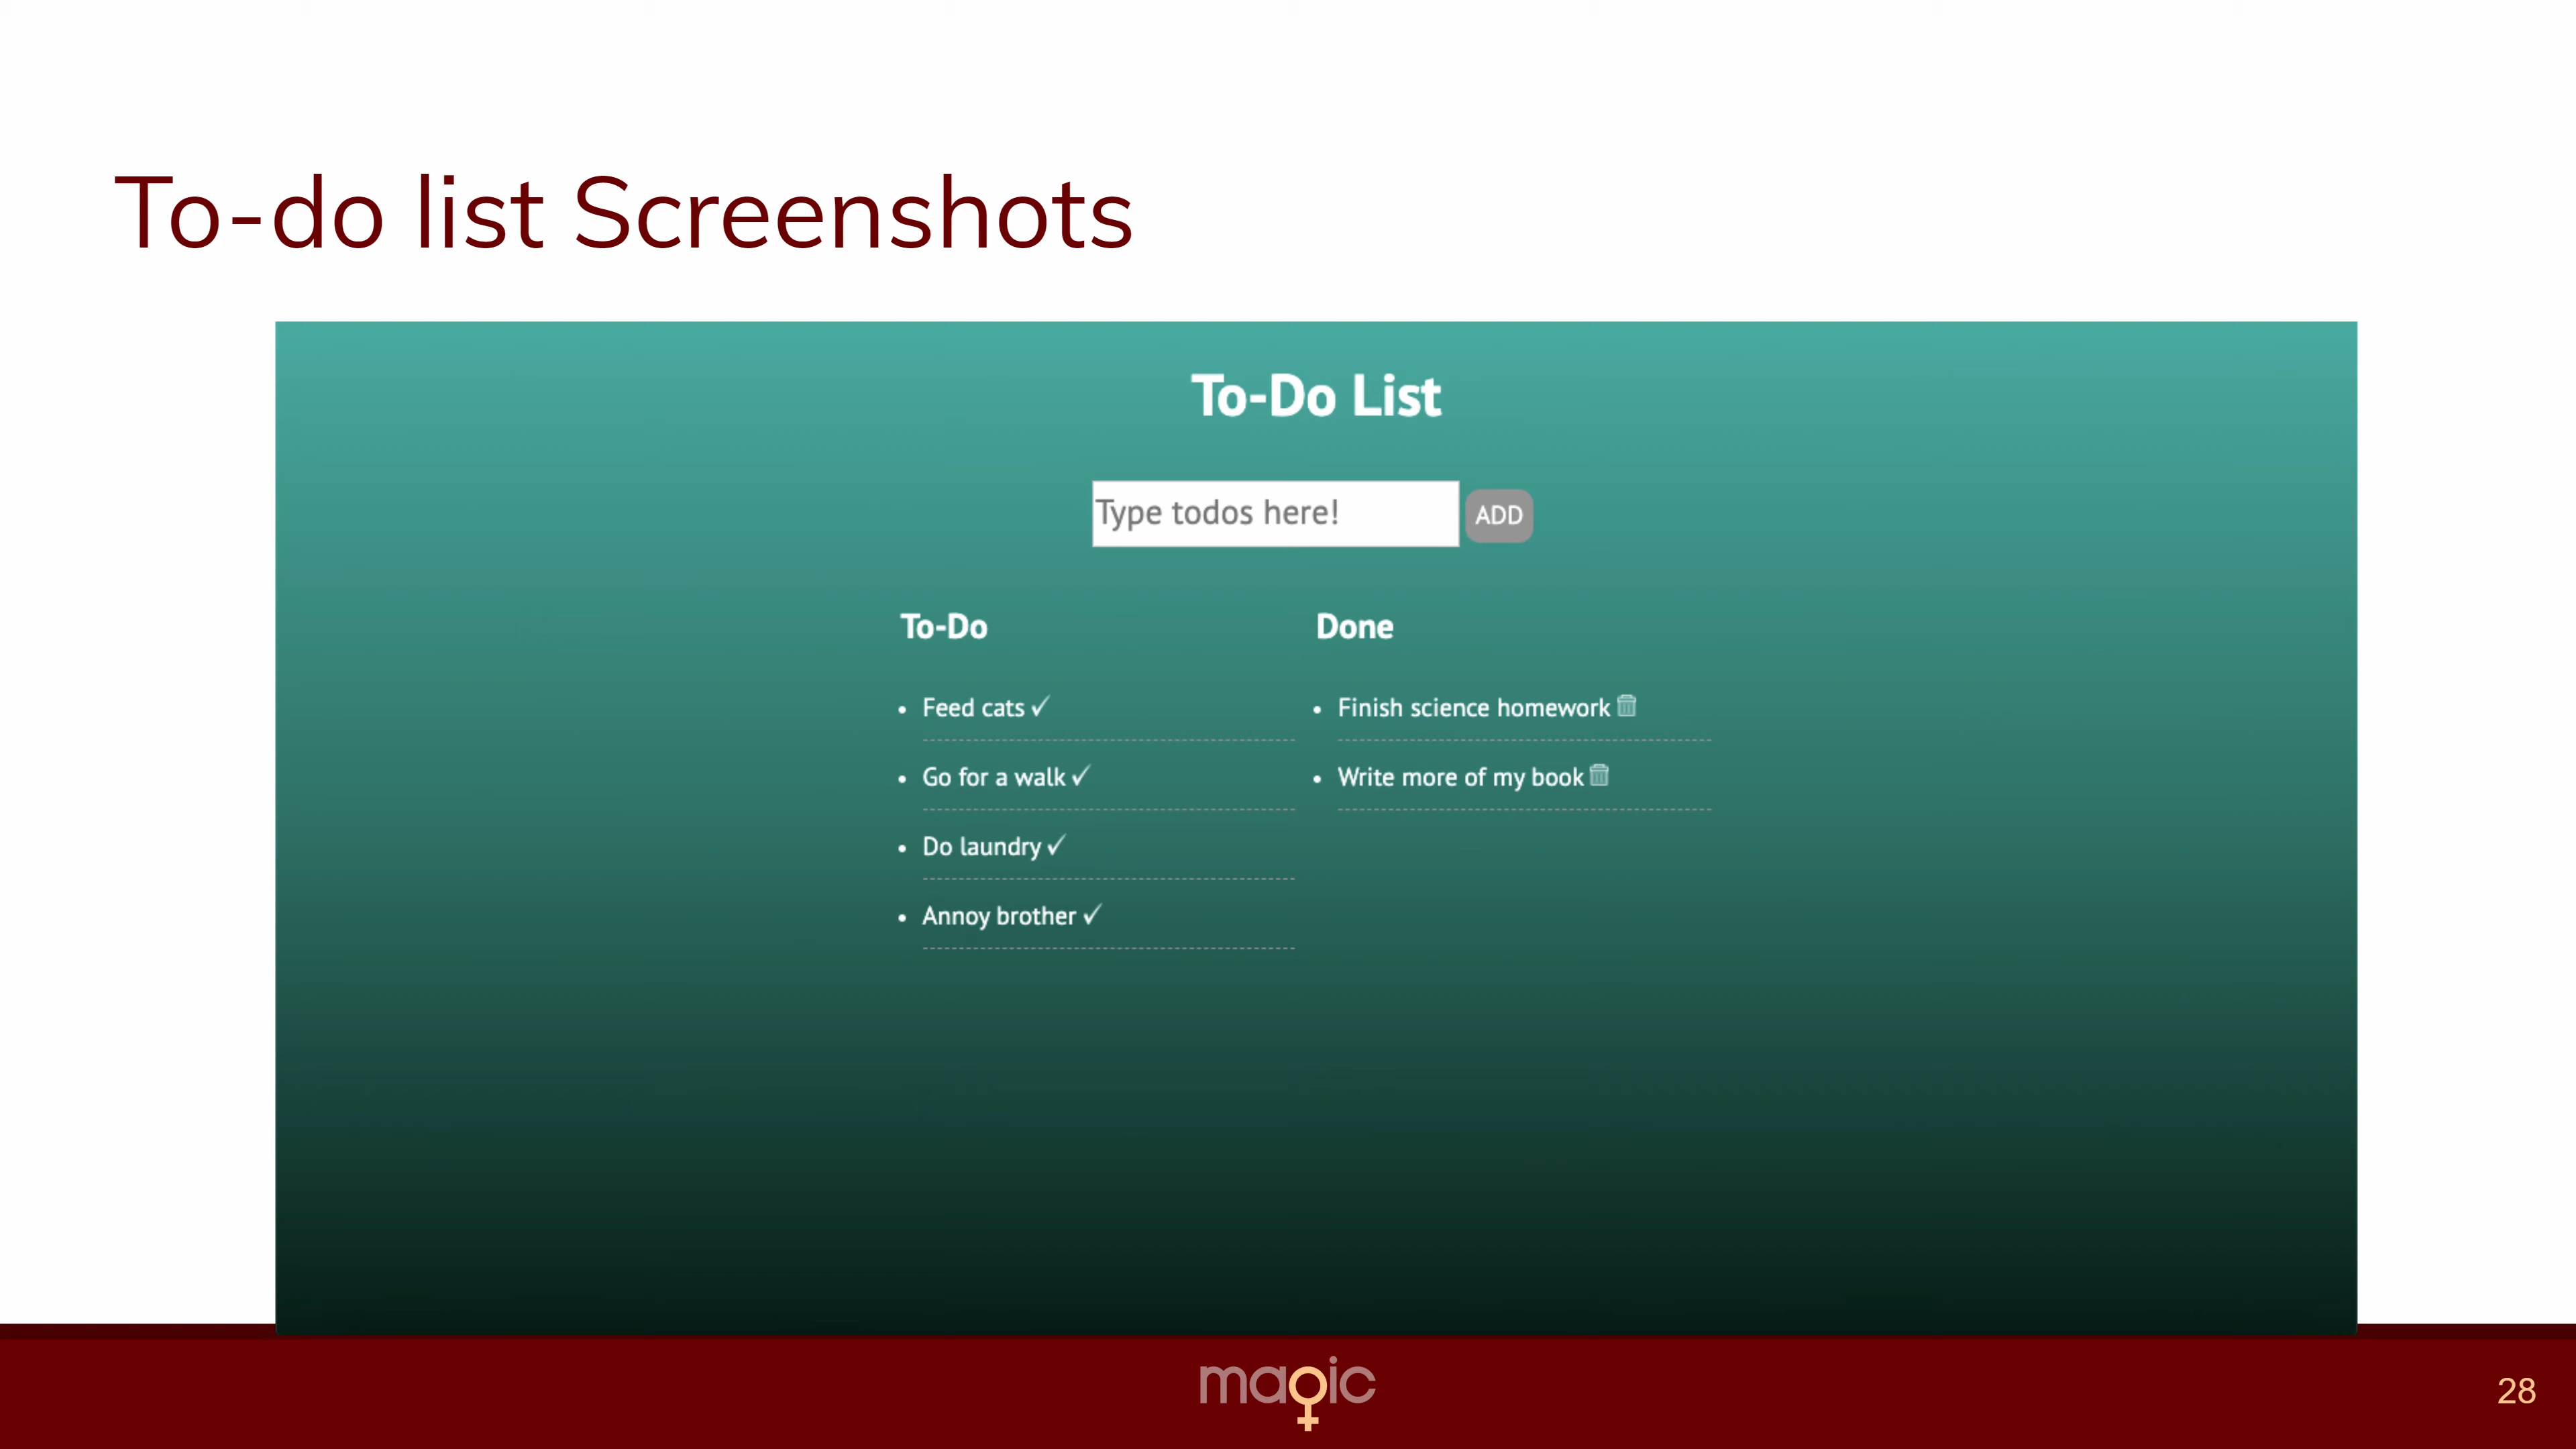 To-do list Screenshots
To-Do List
Type todos here!
ADD
To-Do
Feed cats ✓
Go for a walk ✓
Do laundry ✓
Annoy brother ✓
Done
Finish science homework
Write more of my book
magic
28